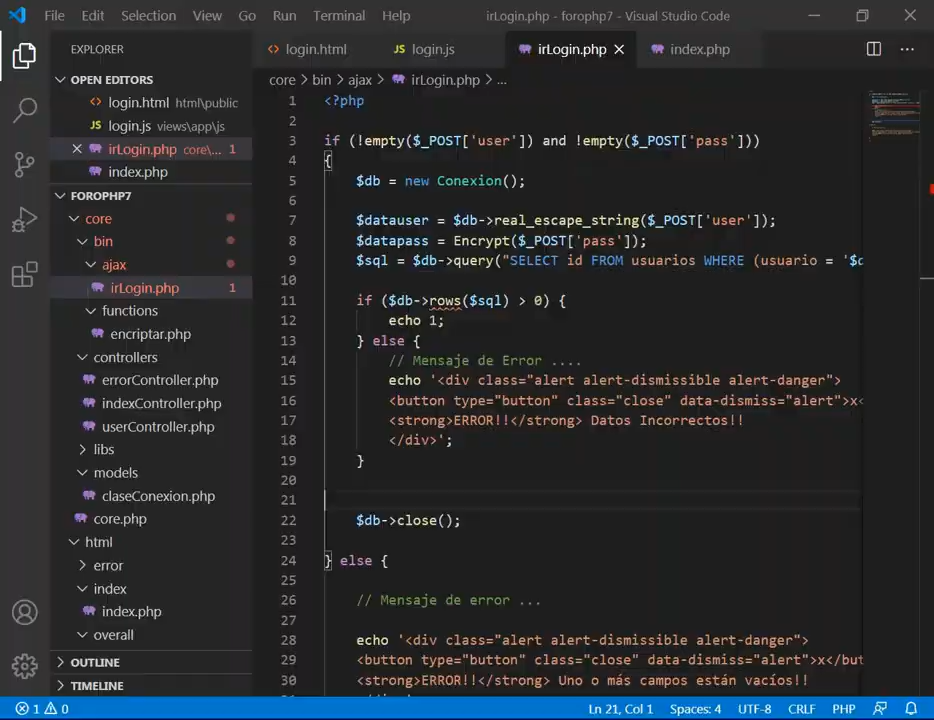 File Edit Selection View Go Run Terminal Help irLogin.php - forophp7 - Visual Studio Code
EXPLORER
OPEN EDITORS
login.html html\public
login.js views\app\js
irLogin.php core\... 1
index.php
FOROPHP7
core
bin
ajax
irLogin.php 1
functions
encriptar.php
controllers
errorController.php
indexController.php
userController.php
libs
models
claseConexion.php
core.php
html
error
index
index.php
overall
OUTLINE
TIMELINE
login.html JS login.js irLogin.php index.php
core > bin > ajax > irLogin.php > ...
1 <?php
2
3 if (!empty($_POST['user']) and !empty($_POST['pass']))
4 {
5 $db = new Conexion();
6
7 $datauser = $db->real_escape_string($_POST['user']);
8 $datapass = Encrypt($_POST['pass']);
9 $sql = $db->query("SELECT id FROM usuarios WHERE (usuario = '$d
10
11 if ($db->rows($sql) > 0) {
12 echo 1;
13 } else {
14 // Mensaje de Error ....
15 echo '<div class="alert alert-dismissible alert-danger">
16 <button type="button" class="close" data-dismiss="alert">x<
17 <strong>ERROR!!</strong> Datos Incorrectos!!
18 </div>';
19 }
20
21
22 $db->close();
23
24 } else {
25
26 // Mensaje de error ...
27
28 echo '<div class="alert alert-dismissible alert-danger">
29 <button type="button" class="close" data-dismiss="alert">x</but
30 <strong>ERROR!!</strong> Uno o más campos están vacíos!!
1 0 Ln 21, Col 1 Spaces: 4 UTF-8 CRLF PHP